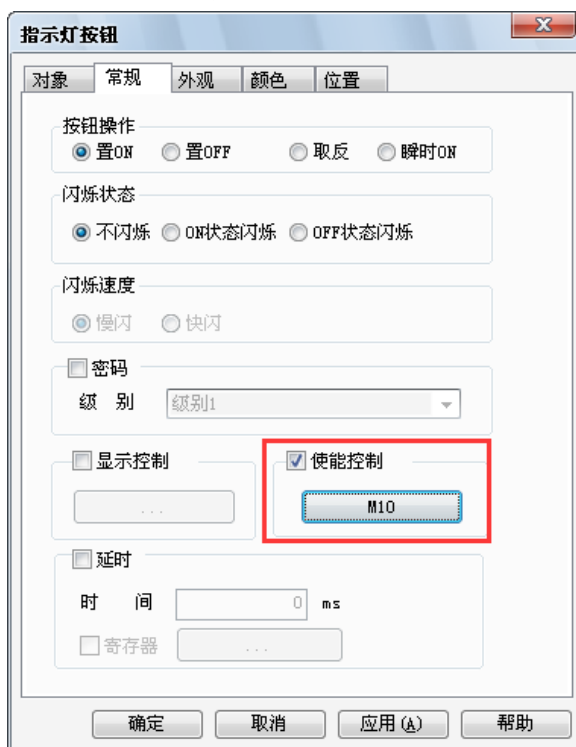 指示灯按钮
对象 常规 外观 颜色 位置
按钮操作
置ON 置OFF 取反 瞬时ON
闪烁状态
不闪烁 ON状态闪烁 OFF状态闪烁
闪烁速度
慢闪 快闪
密码
级 别 级别1
显示控制 使能控制
... M10
延时
时 间 0 ms
寄存器 ...
确定 取消 应用(A) 帮助